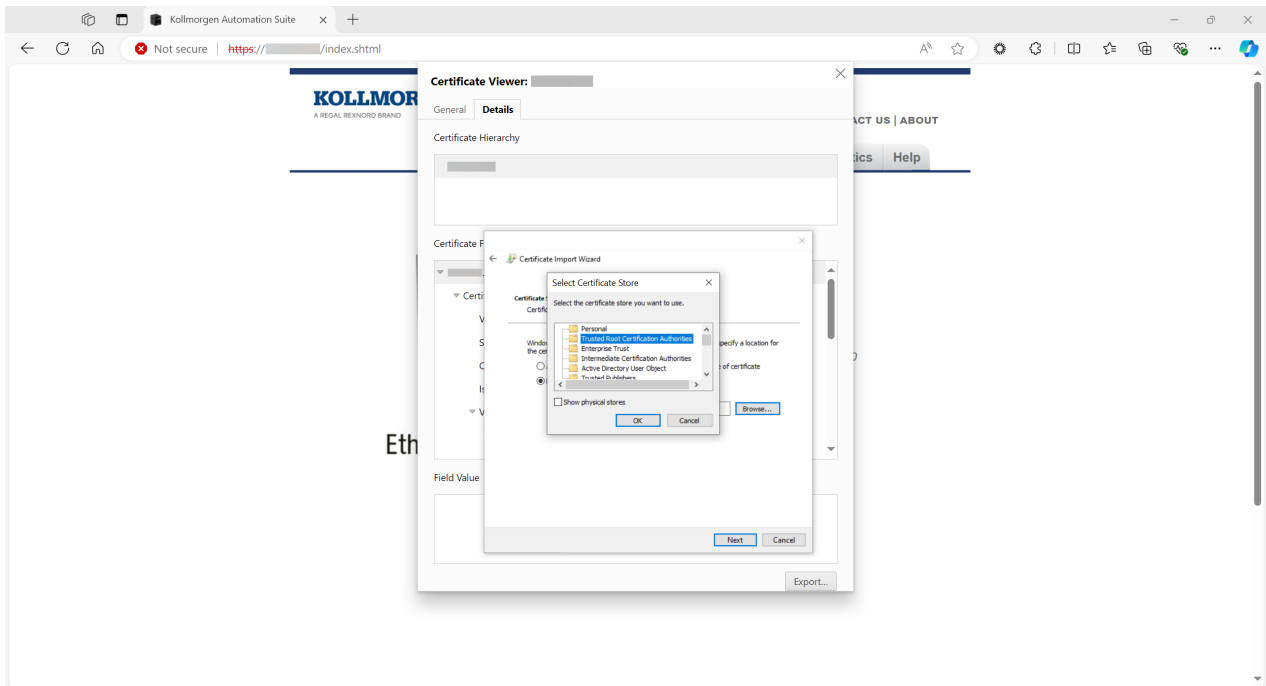 Kollmorgen Automation Suite
Not secure
https:// /index.shtml
KOLLMOR
A REGAL REXNORD BRAND
ACT US | ABOUT
tics
Help
Eth
Certificate Viewer:
General
Details
Certificate Hierarchy
Certificate F
Certi
V
S
C
Is
V
Field Value
Export...
Certificate Import Wizard
Certificate
Certific
Window
the cer
pecify a location for
e of certificate
Browse...
Next
Cancel
Select Certificate Store
Select the certificate store you want to use.
Personal
Trusted Root Certification Authorities
Enterprise Trust
Intermediate Certification Authorities
Active Directory User Object
Trusted Publishers
Show physical stores
OK
Cancel